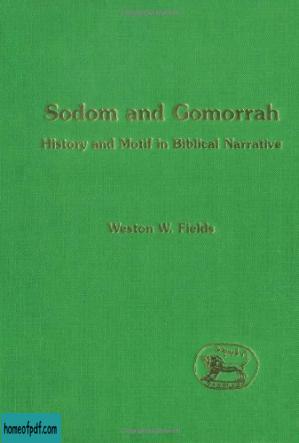 Sodom and Gomorrah
History and Motif in Biblical Narrative
Weston W. Fields
homeofpdf.com